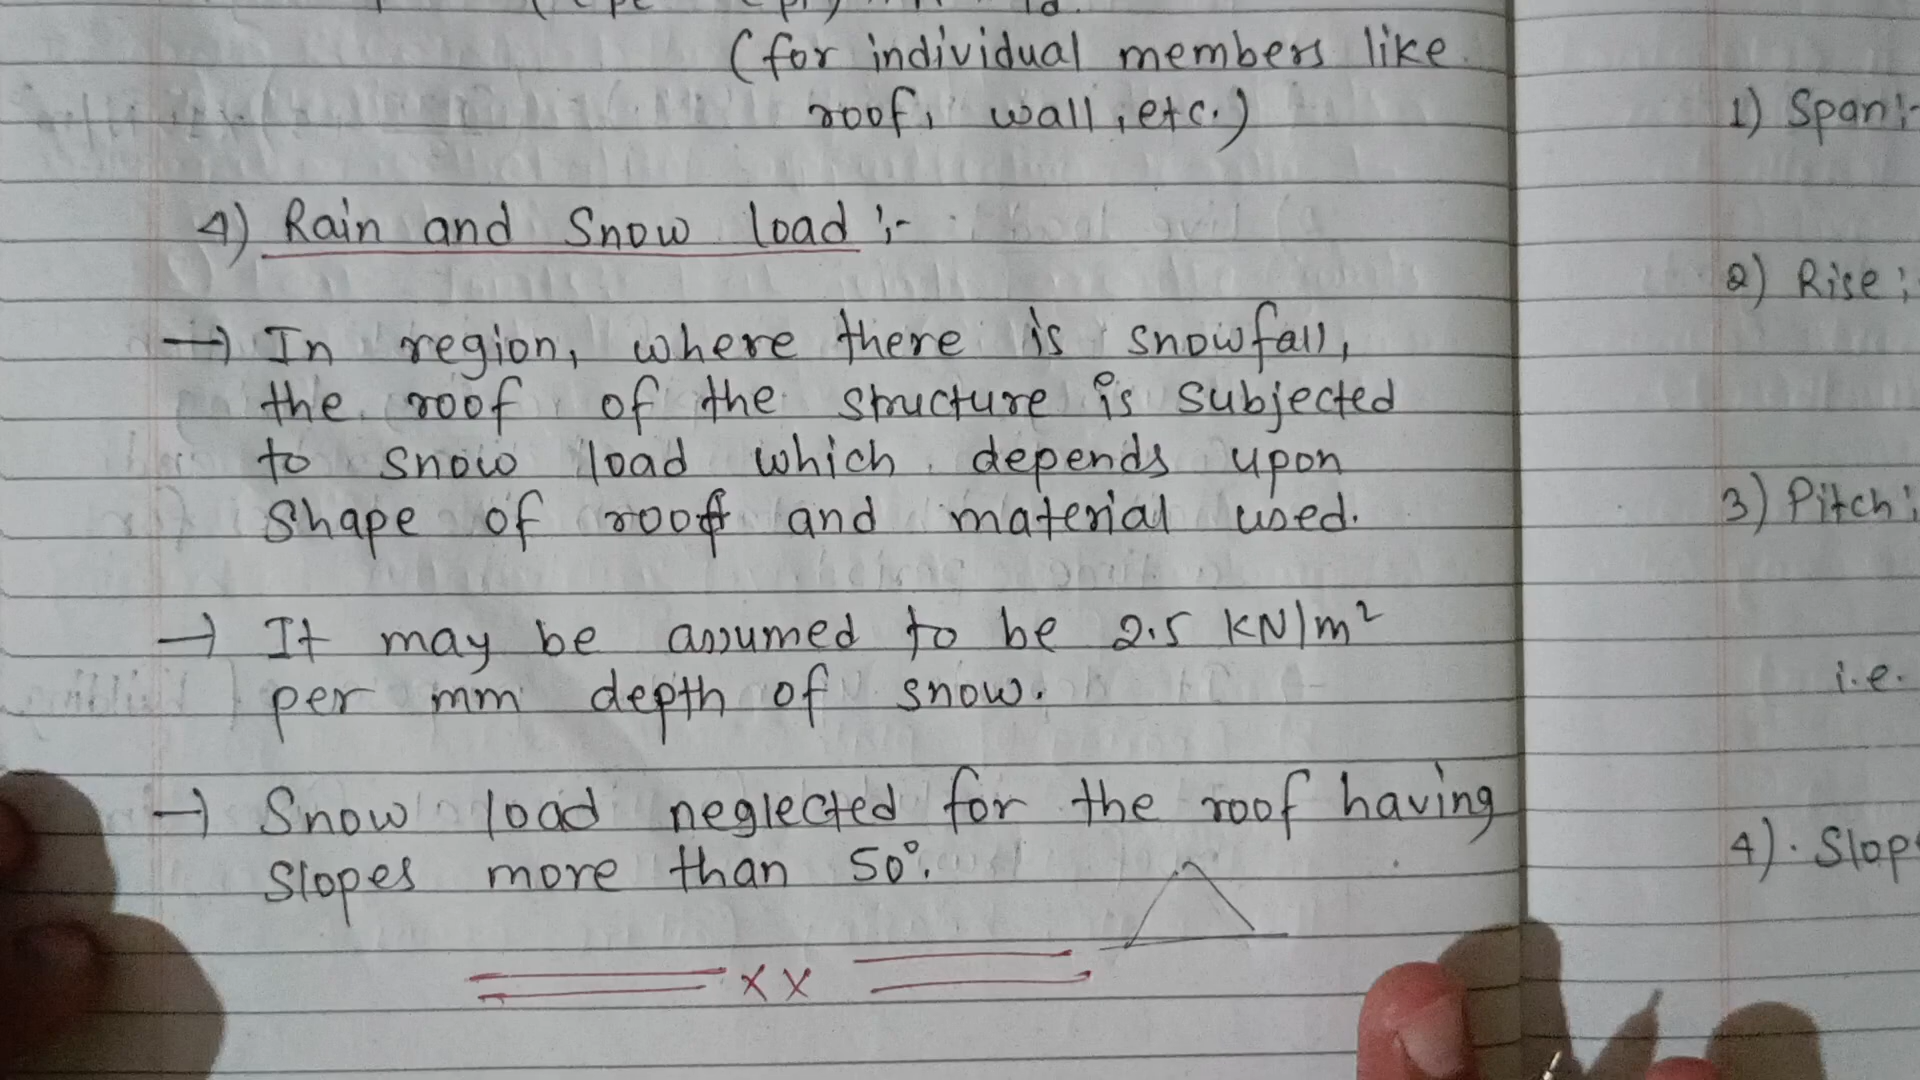 (for individual members like
roof, wall, etc.)
4) Rain and Snow load :-
→ In region, where there is snowfall,
the roof of the structure is subjected
to snow load which depends upon
Shape of roof and material used.
→ It may be assumed to be 2.5 KN/m²
per mm depth of snow.
→ Snow load neglected for the roof having
slopes more than 50°.
x x
1) Span :-
2) Rise :
3) Pitch :
i.e.
4). Slop